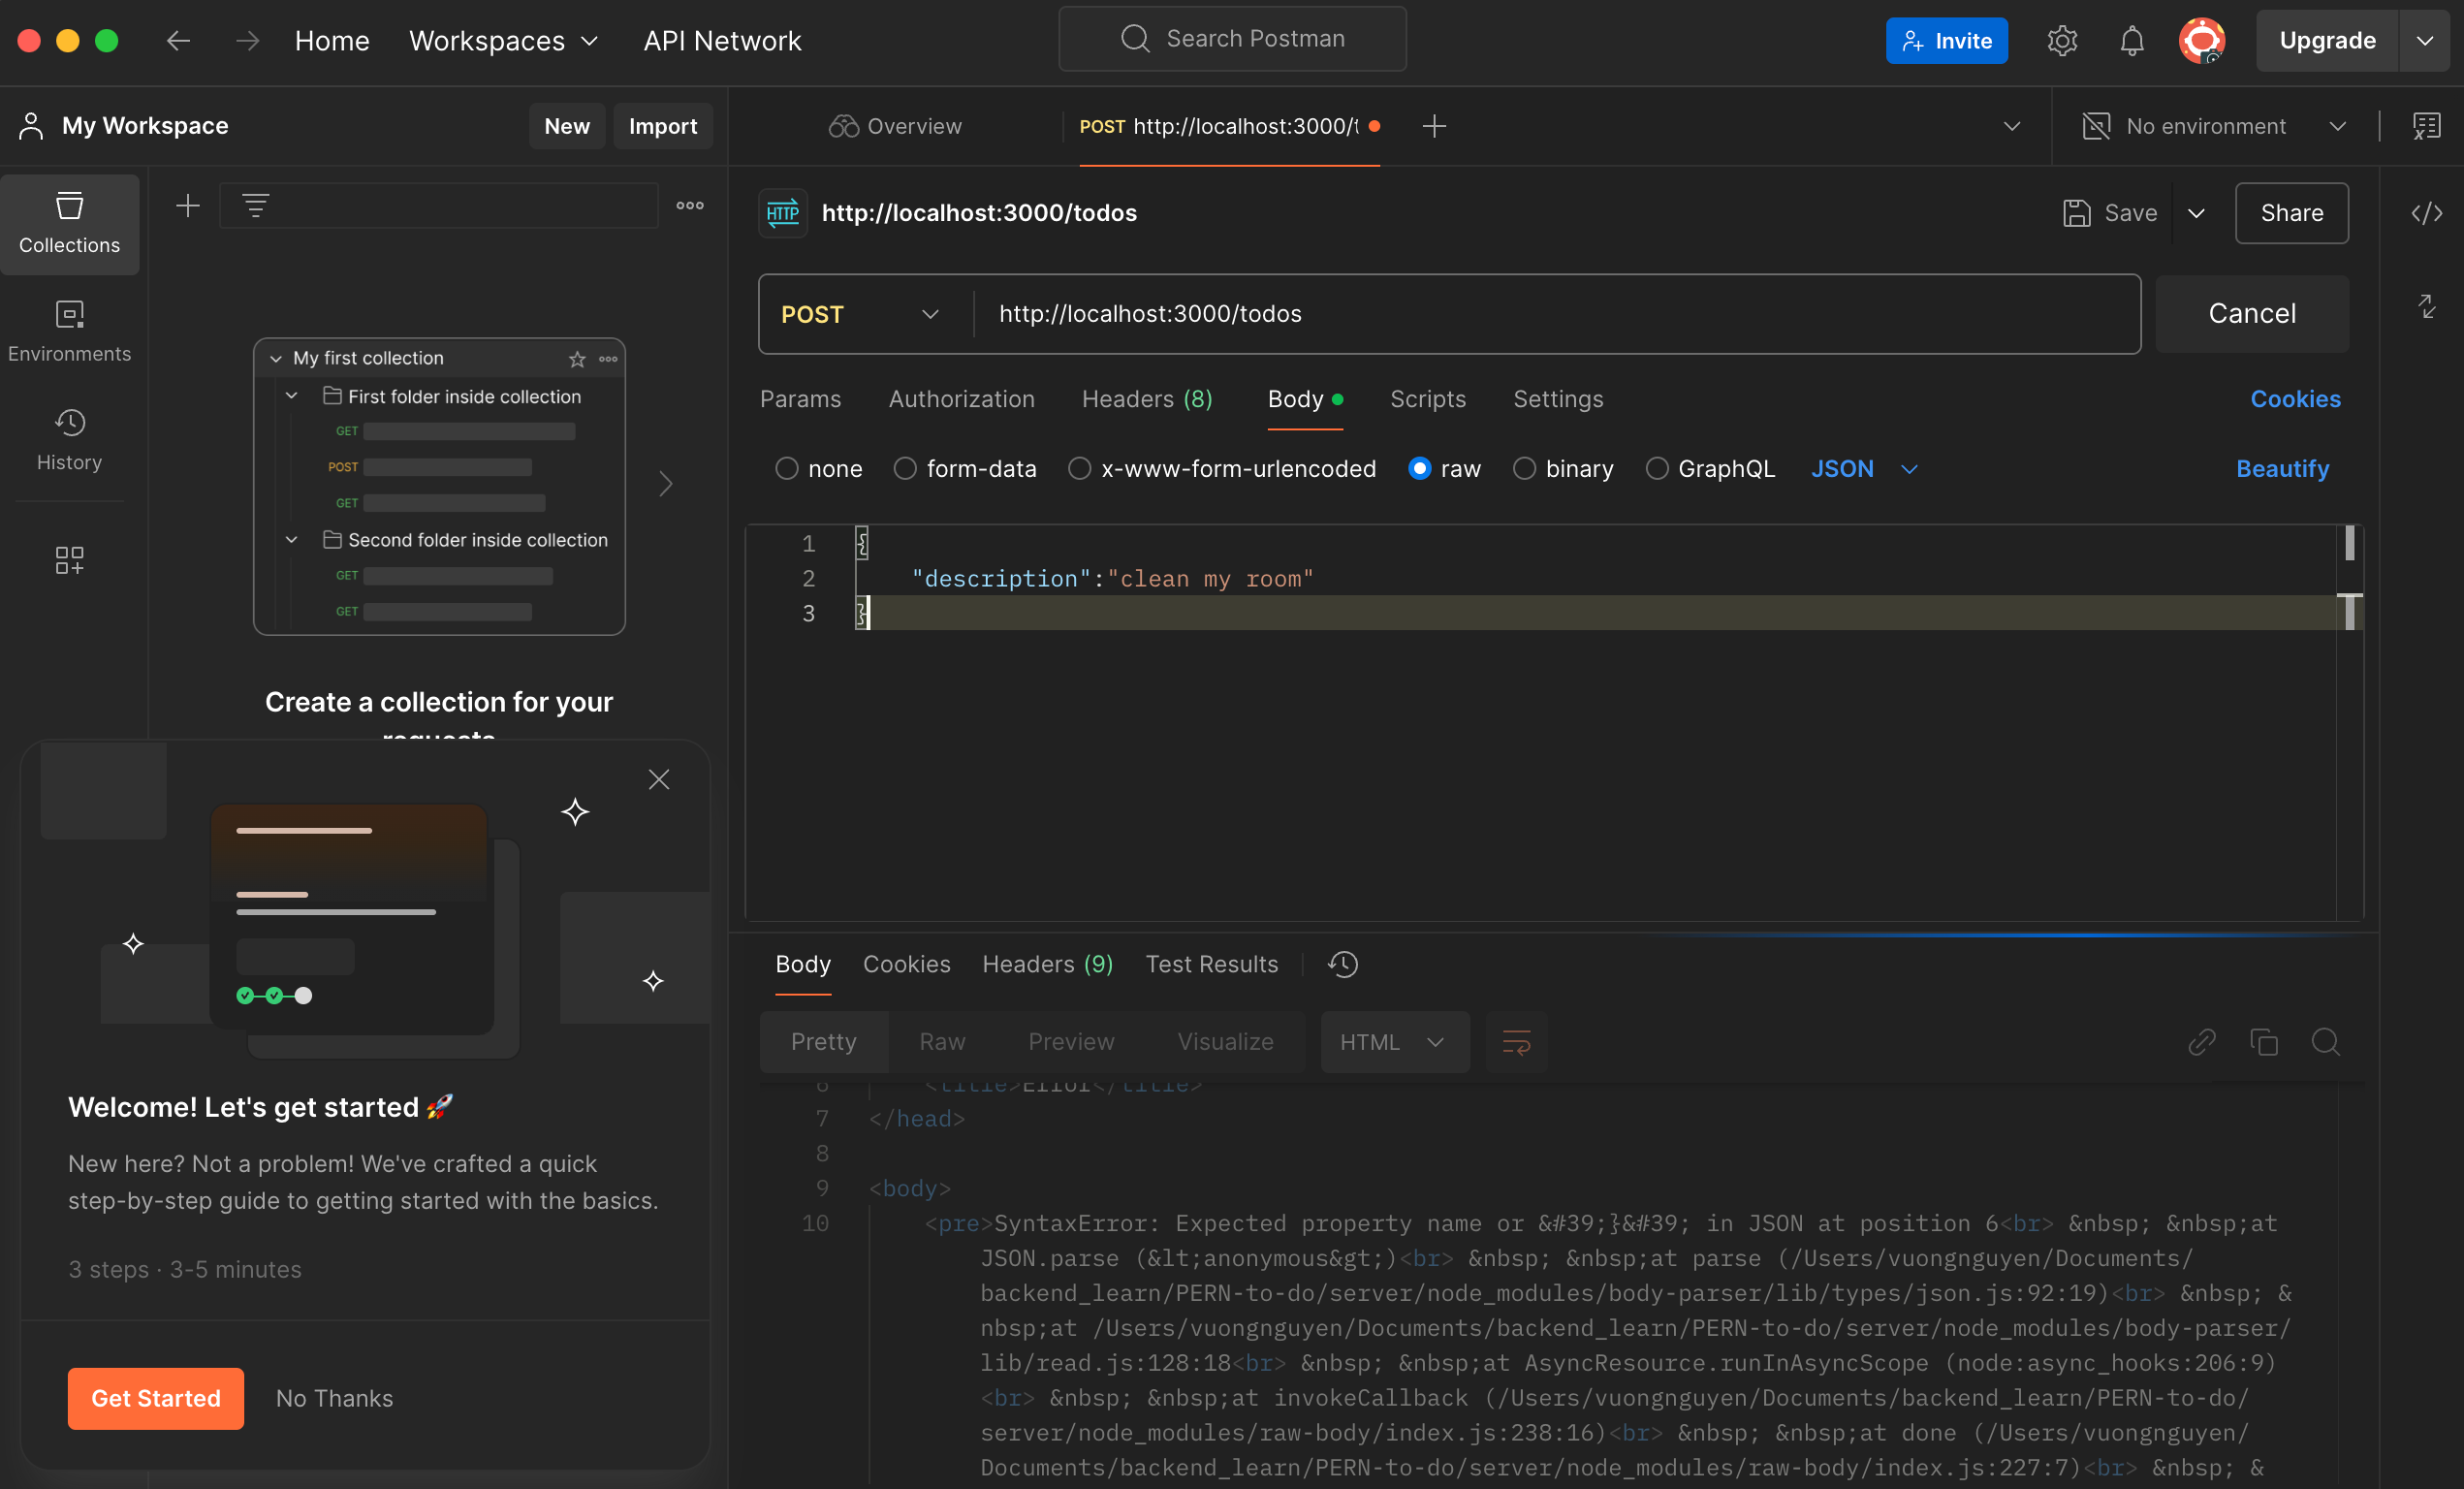 Home Workspaces API Network Search Postman Invite Upgrade
My Workspace New Import Overview POST http://localhost:3000/t No environment
Collections
Environments
History
My first collection
First folder inside collection
GET
POST
GET
Second folder inside collection
GET
GET
Create a collection for your
requests
Welcome! Let's get started 🚀
New here? Not a problem! We've crafted a quick
step-by-step guide to getting started with the basics.
3 steps · 3-5 minutes
Get Started No Thanks
HTTP http://localhost:3000/todos Save Share
POST http://localhost:3000/todos Cancel
Params Authorization Headers (8) Body Scripts Settings Cookies
none form-data x-www-form-urlencoded raw binary GraphQL JSON Beautify
1 {
2 "description":"clean my room"
3 }
Body Cookies Headers (9) Test Results
Pretty Raw Preview Visualize HTML
6 <title>Error</title>
7 </head>
8
9 <body>
10 <pre>SyntaxError: Expected property name or &#39;}&#39; in JSON at position 6<br> &nbsp; &nbsp;at
JSON.parse (&lt;anonymous&gt;)<br> &nbsp; &nbsp;at parse (/Users/vuongnguyen/Documents/
backend_learn/PERN-to-do/server/node_modules/body-parser/lib/types/json.js:92:19)<br> &nbsp; &
nbsp;at /Users/vuongnguyen/Documents/backend_learn/PERN-to-do/server/node_modules/body-parser/
lib/read.js:128:18<br> &nbsp; &nbsp;at AsyncResource.runInAsyncScope (node:async_hooks:206:9)
<br> &nbsp; &nbsp;at invokeCallback (/Users/vuongnguyen/Documents/backend_learn/PERN-to-do/
server/node_modules/raw-body/index.js:238:16)<br> &nbsp; &nbsp;at done (/Users/vuongnguyen/
Documents/backend_learn/PERN-to-do/server/node_modules/raw-body/index.js:227:7)<br> &nbsp; &